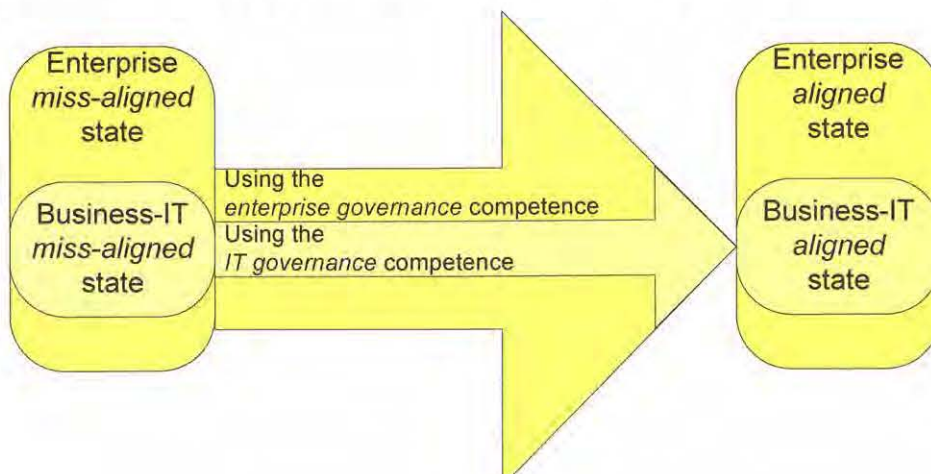 Enterprise
miss-aligned
state
Business-IT
miss-aligned
state
Using the
enterprise governance competence
Using the
IT governance competence
Enterprise
aligned
state
Business-IT
aligned
state